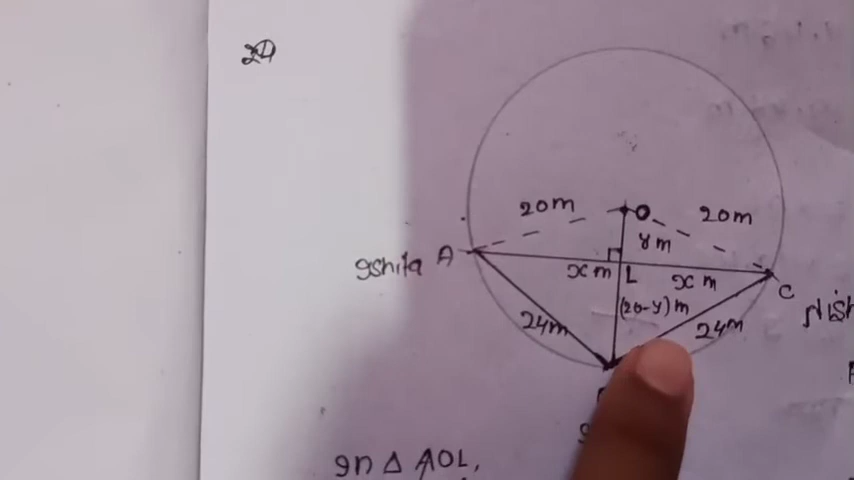 20m
O
20m
y m
Ishita A
x m
L
x m
C
(20-y)m
24m
24m
In △ AOL,